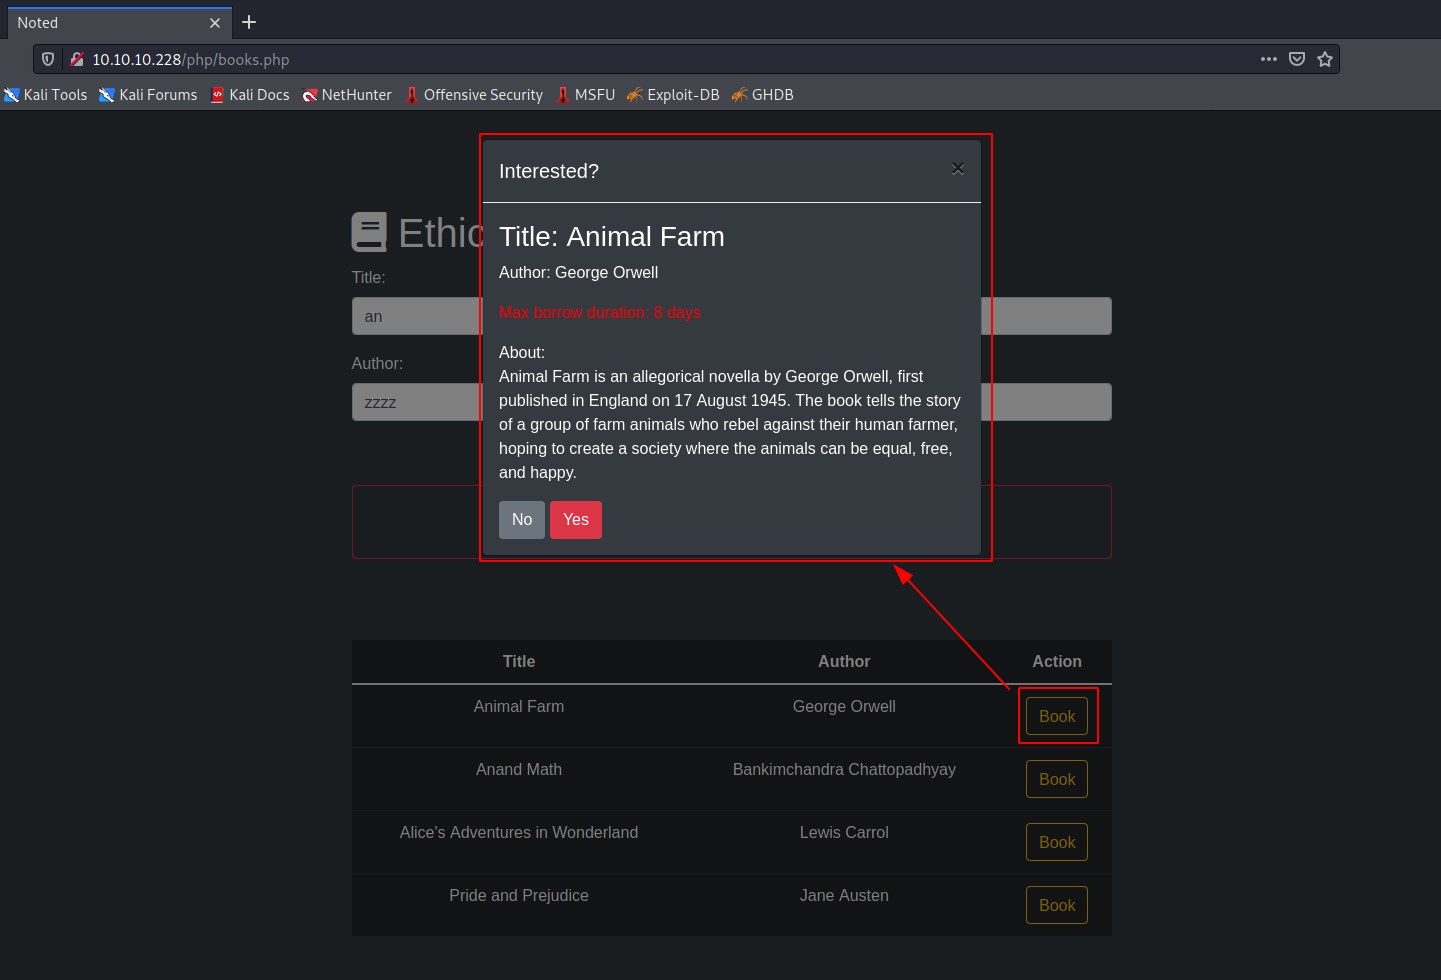 Noted
10.10.10.228/php/books.php
Kali Tools Kali Forums Kali Docs NetHunter Offensive Security MSFU Exploit-DB GHDB
Interested?
Title: Animal Farm
Author: George Orwell
Max borrow duration: 8 days
About:
Animal Farm is an allegorical novella by George Orwell, first
published in England on 17 August 1945. The book tells the story
of a group of farm animals who rebel against their human farmer,
hoping to create a society where the animals can be equal, free,
and happy.
No Yes
Ethic
Title:
an
Author:
zzzz
Title Author Action
Animal Farm George Orwell Book
Anand Math Bankimchandra Chattopadhyay Book
Alice's Adventures in Wonderland Lewis Carrol Book
Pride and Prejudice Jane Austen Book